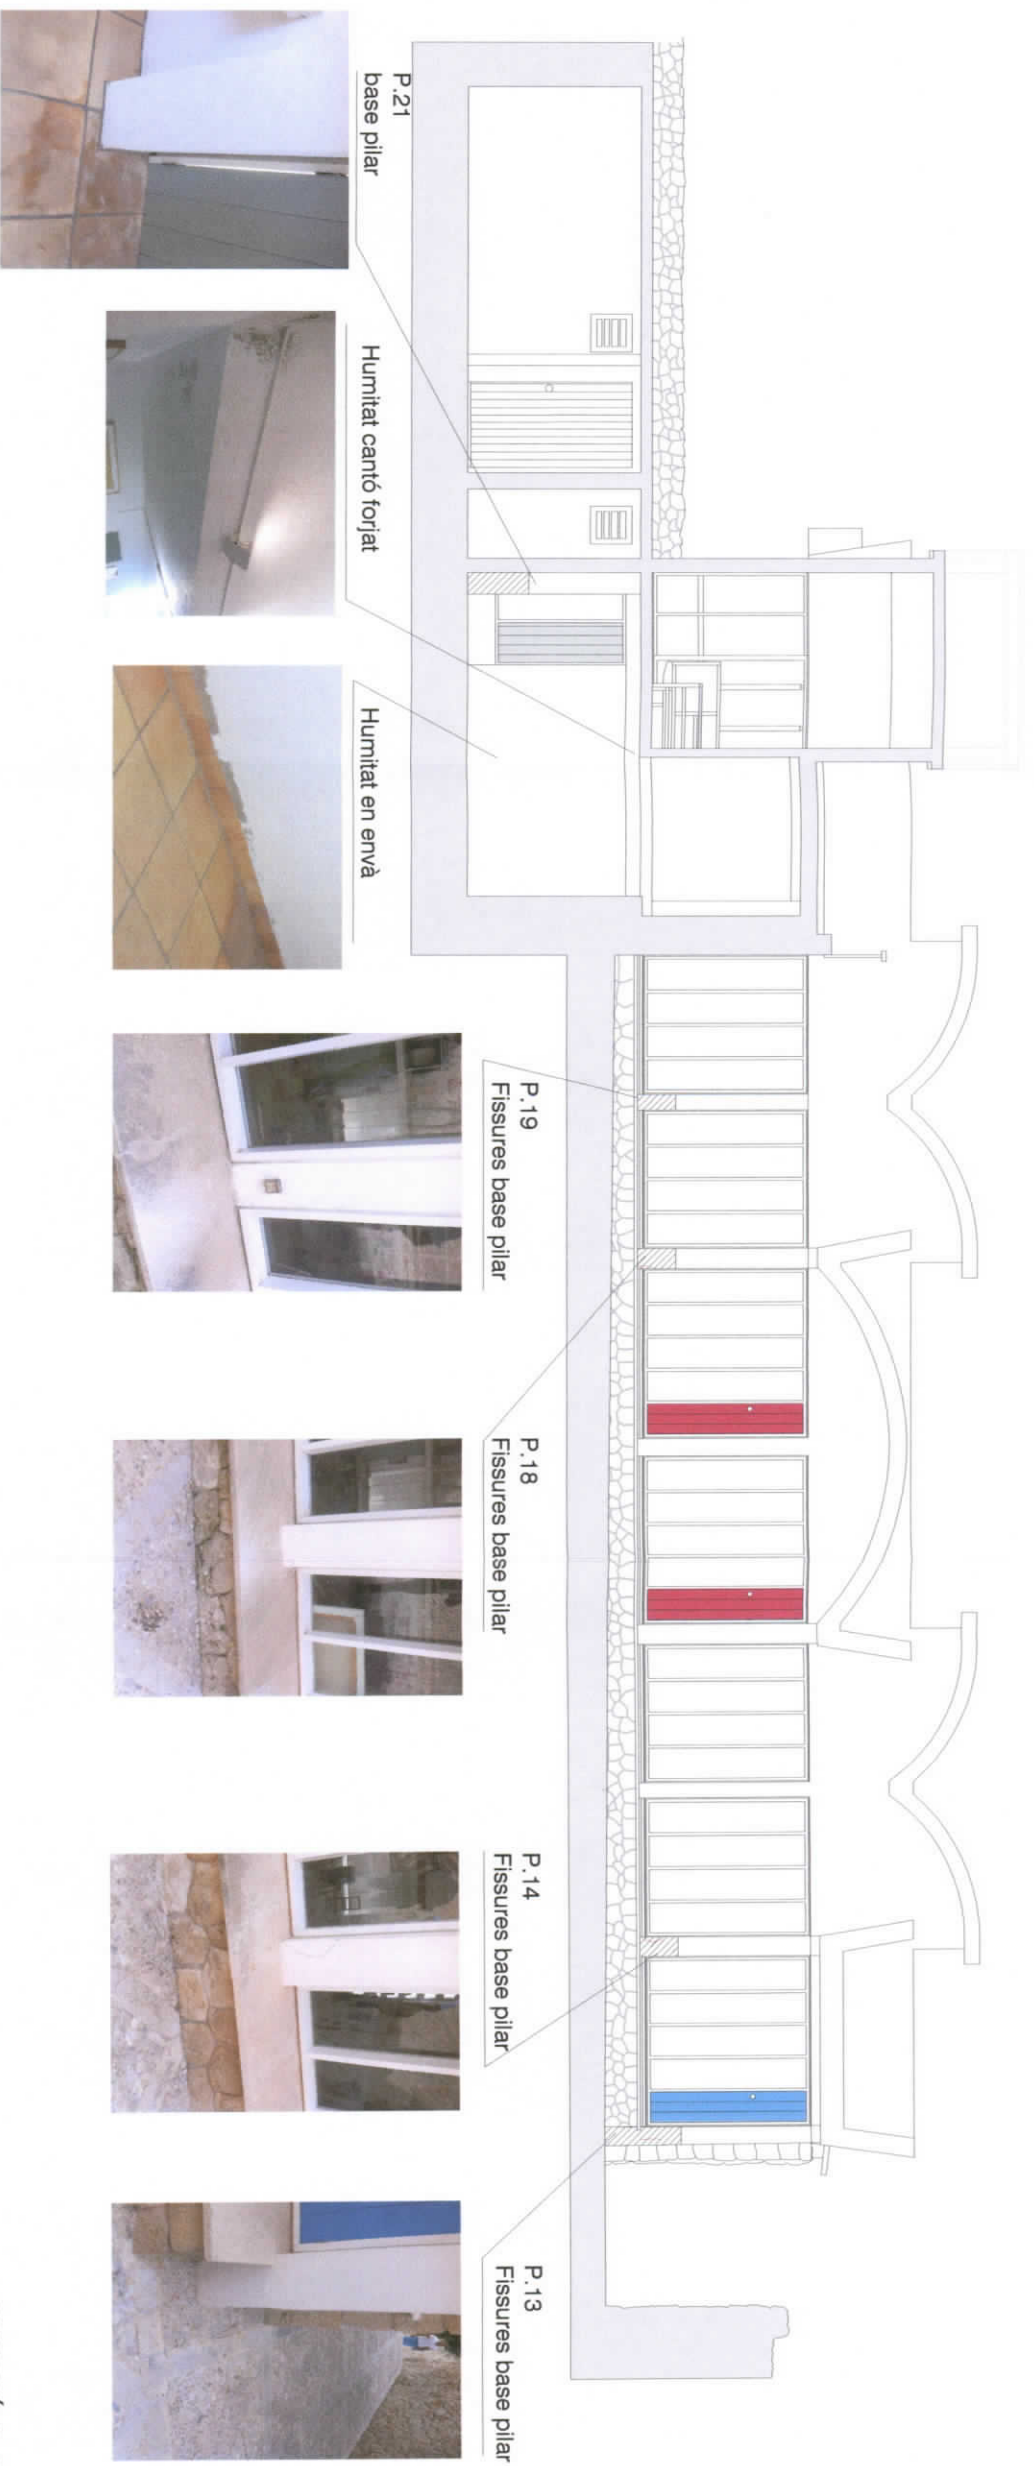 P.21
base pilar
Humitat cantó forjat
Humitat en envà
P.19
Fissures base pilar
P.18
Fissures base pilar
P.14
Fissures base pilar
P.13
Fissures base pilar